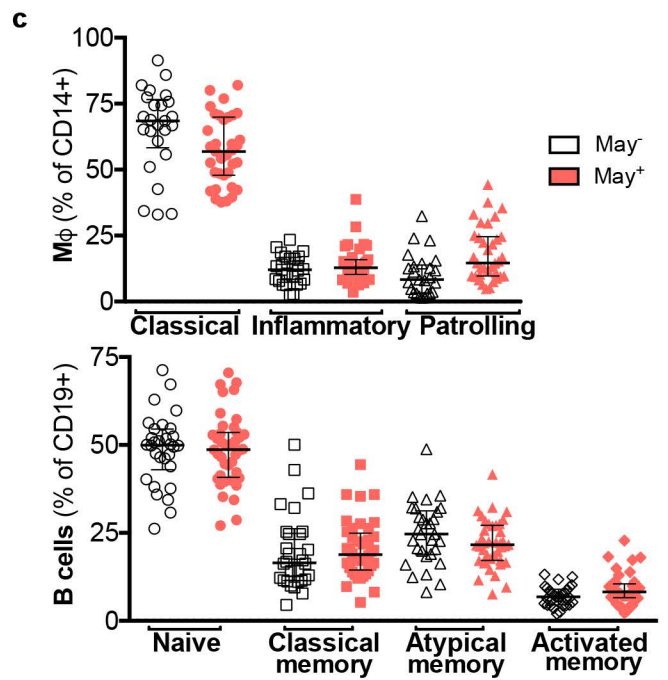 c
100
75
50
25
0
Mϕ (% of CD14+)
May-
May+
Classical Inflammatory Patrolling
75
50
25
0
B cells (% of CD19+)
Naive Classical Atypical Activated
memory memory memory